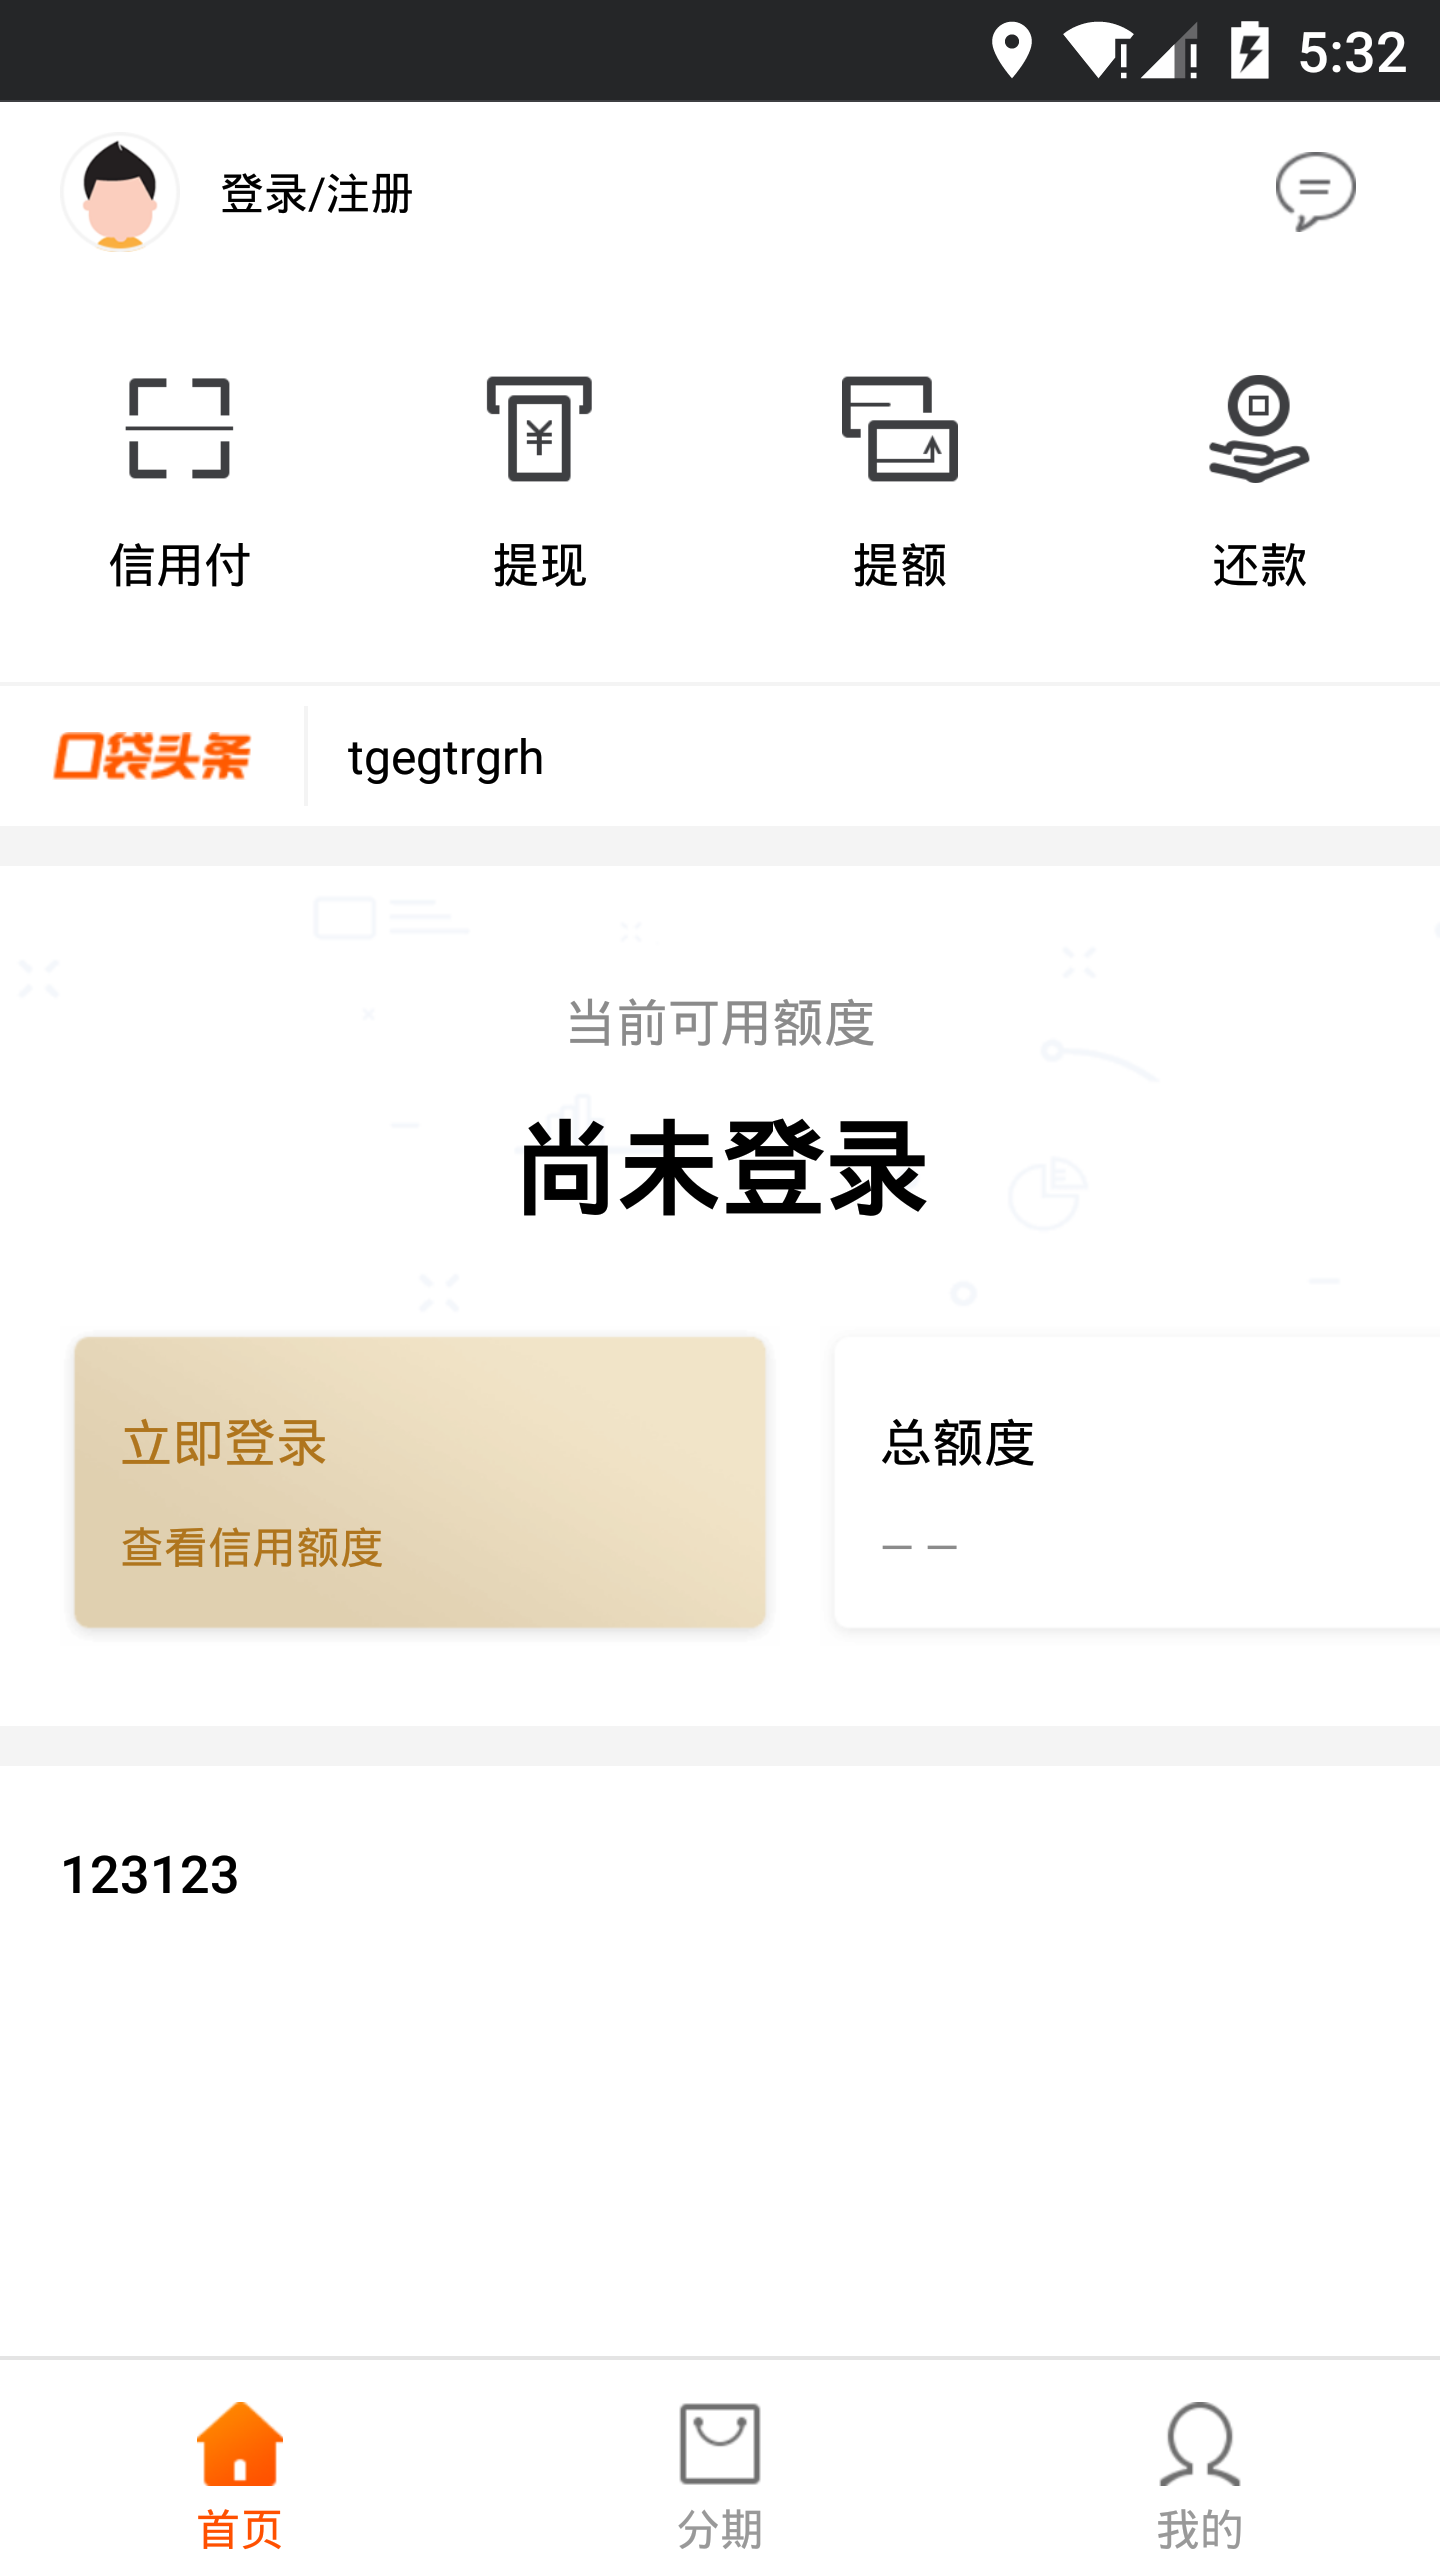 5:32
登录/注册
信用付 提现 提额 还款
口袋头条 tgegtrgrh
当前可用额度
尚未登录
立即登录 总额度
查看信用额度 — —
123123
首页 分期 我的